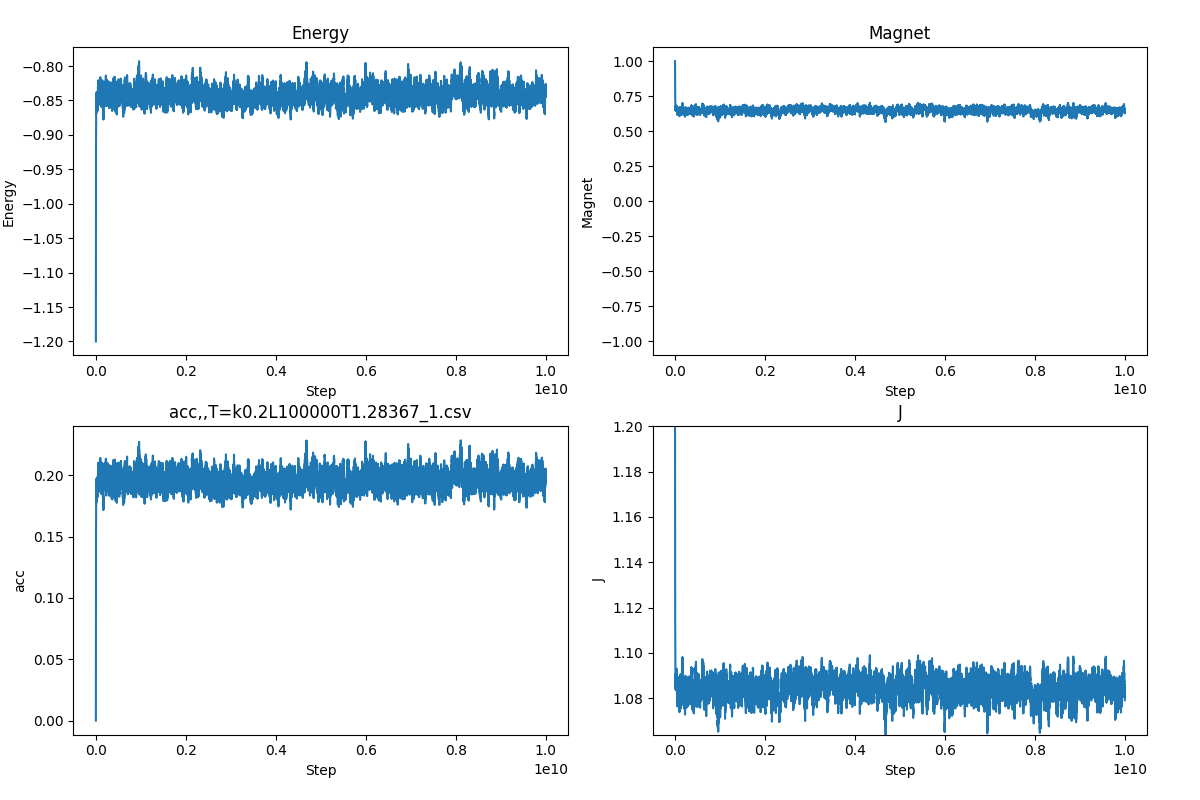 Energy
Energy
−0.80
−0.85
−0.90
−0.95
−1.00
−1.05
−1.10
−1.15
−1.20
0.0 0.2 0.4 0.6 0.8 1.0
1e10
Step
Magnet
Magnet
1.00
0.75
0.50
0.25
0.00
−0.25
−0.50
−0.75
−1.00
0.0 0.2 0.4 0.6 0.8 1.0
1e10
Step
acc,,T=k0.2L100000T1.28367_1.csv
acc
0.20
0.15
0.10
0.05
0.00
0.0 0.2 0.4 0.6 0.8 1.0
1e10
Step
J
J
1.20
1.18
1.16
1.14
1.12
1.10
1.08
0.0 0.2 0.4 0.6 0.8 1.0
1e10
Step